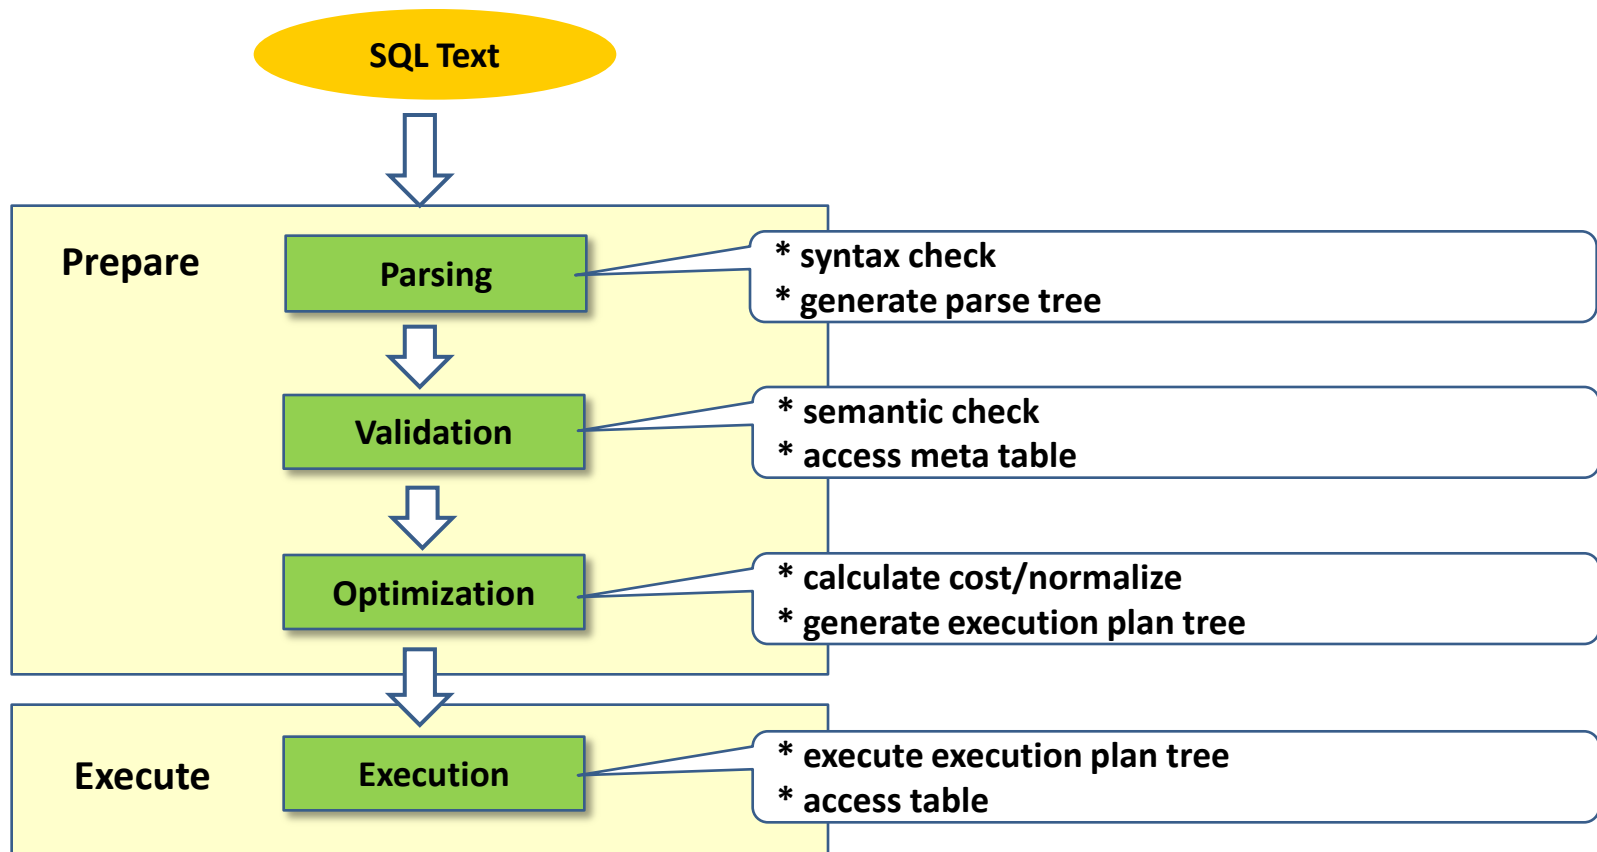 SQL Text
Prepare
Parsing
* syntax check
* generate parse tree
Validation
* semantic check
* access meta table
Optimization
* calculate cost/normalize
* generate execution plan tree
Execute
Execution
* execute execution plan tree
* access table